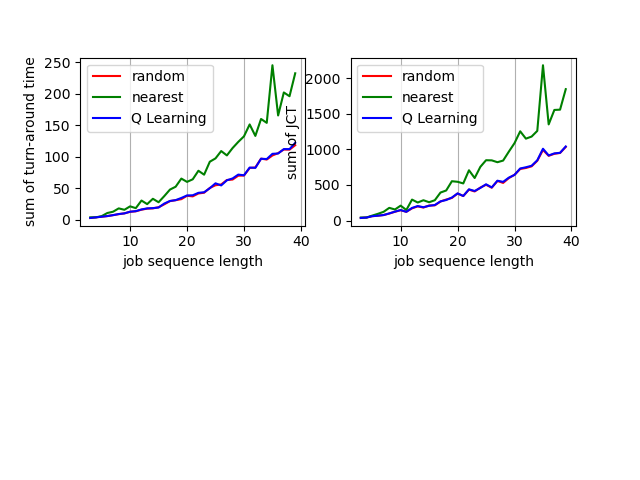 sum of turn-around time
250
200
150
100
50
0
random
nearest
Q Learning
10
20
30
40
job sequence length
sum of JCT
2000
1500
1000
500
0
random
nearest
Q Learning
10
20
30
40
job sequence length